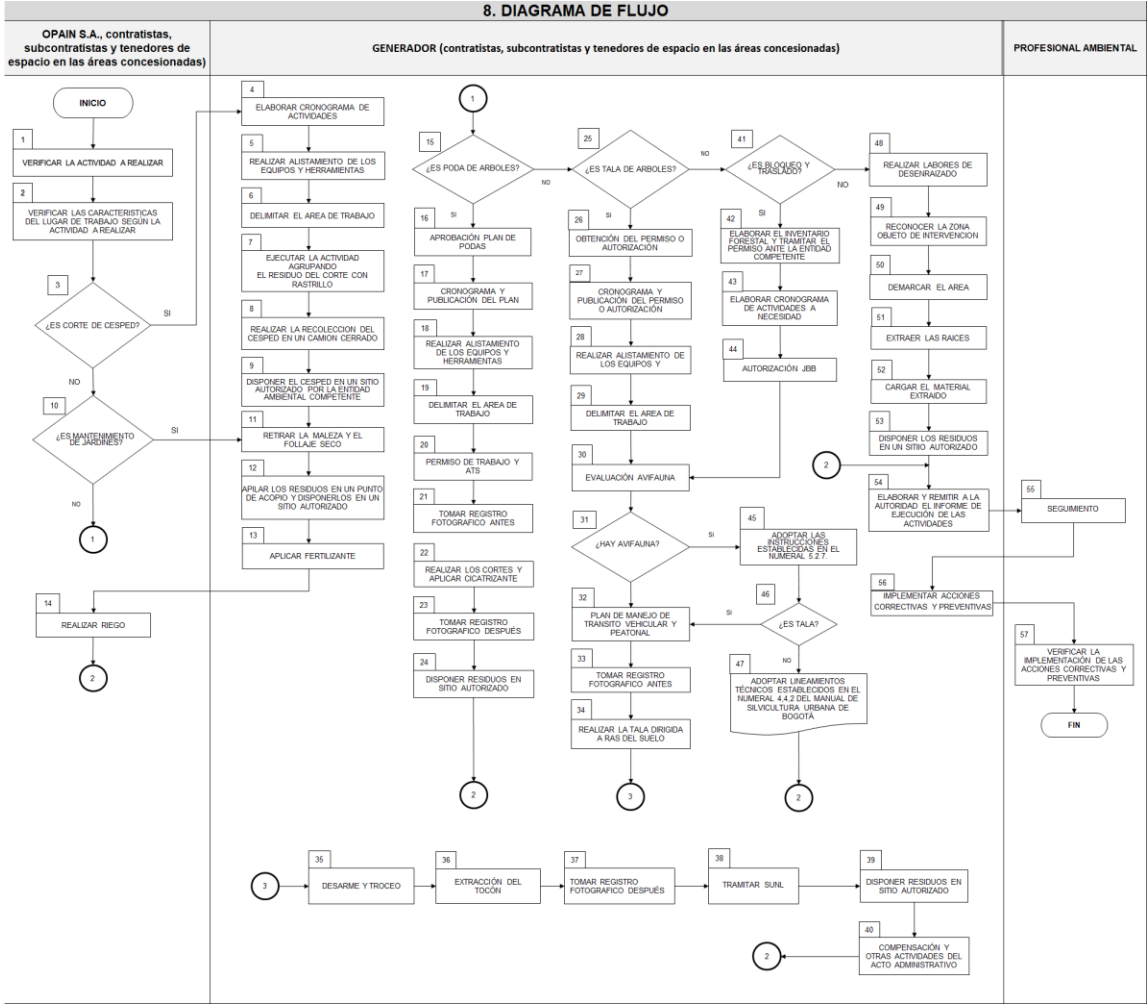 8. DIAGRAMA DE FLUJO
OPAIN S.A., contratistas,
subcontratistas y tenedores de
espacio en las áreas concesionadas)
GENERADOR (contratistas, subcontratistas y tenedores de espacio en las áreas concesionadas)
PROFESIONAL AMBIENTAL
INICIO
1
VERIFICAR LA ACTIVIDAD A REALIZAR
2
VERIFICAR LAS CARACTERISTICAS
DEL LUGAR DE TRABAJO SEGÚN LA
ACTIVIDAD A REALIZAR
3
¿ES CORTE DE CESPED?
SI
NO
10
¿ES MANTENIMIENTO
DE JARDINES?
SI
NO
1
14
REALIZAR RIEGO
2
4
ELABORAR CRONOGRAMA DE
ACTIVIDADES
5
REALIZAR ALISTAMIENTO DE LOS
EQUIPOS Y HERRAMIENTAS
6
DELIMITAR EL AREA DE TRABAJO
7
EJECUTAR LA ACTIVIDAD
AGRUPANDO
EL RESIDUO DEL CORTE CON
RASTRILLO
8
REALIZAR LA RECOLECCION DEL
CESPED EN UN CAMION CERRADO
9
DISPONER EL CESPED EN UN SITIO
AUTORIZADO POR LA ENTIDAD
AMBIENTAL COMPETENTE
11
RETIRAR LA MALEZA Y EL
FOLLAJE SECO
12
APILAR LOS RESIDUOS EN UN PUNTO
DE ACOPIO Y DISPONERLOS EN UN
SITIO AUTORIZADO
13
APLICAR FERTILIZANTE
1
15
¿ES PODA DE ARBOLES?
NO
SI
16
APROBACIÓN PLAN DE
PODAS
17
CRONOGRAMA Y
PUBLICACIÓN DEL PLAN
18
REALIZAR ALISTAMIENTO
DE LOS EQUIPOS Y
HERRAMIENTAS
19
DELIMITAR EL AREA DE
TRABAJO
20
PERMISO DE TRABAJO Y
ATS
21
TOMAR REGISTRO
FOTOGRAFICO ANTES
22
REALIZAR LOS CORTES Y
APLICAR CICATRIZANTE
23
TOMAR REGISTRO
FOTOGRAFICO DESPUÉS
24
DISPONER RESIDUOS EN
SITIO AUTORIZADO
2
25
¿ES TALA DE ARBOLES?
NO
SI
26
OBTENCIÓN DEL PERMISO O
AUTORIZACIÓN
27
CRONOGRAMA Y
PUBLICACIÓN DEL PERMISO
O AUTORIZACIÓN
28
REALIZAR ALISTAMIENTO DE
LOS EQUIPOS Y
29
DELIMITAR EL AREA DE
TRABAJO
30
EVALUACIÓN AVIFAUNA
31
¿HAY AVIFAUNA?
SI
32
PLAN DE MANEJO DE
TRANSITO VEHICULAR Y
PEATONAL
33
TOMAR REGISTRO
FOTOGRAFICO ANTES
34
REALIZAR LA TALA DIRIGIDA
A RAS DEL SUELO
3
41
¿ES BLOQUEO Y
TRASLADO?
NO
SI
42
ELABORAR EL INVENTARIO
FORESTAL Y TRAMITAR EL
PERMISO ANTE LA ENTIDAD
COMPETENTE
43
ELABORAR CRONOGRAMA
DE ACTIVIDADES A
NECESIDAD
44
AUTORIZACIÓN JBB
45
ADOPTAR LAS
INSTRUCCIONES
ESTABLECIDAS EN EL
NUMERAL 5.2.7.
46
¿ES TALA?
SI
NO
47
ADOPTAR LINEAMIENTOS
TÉCNICOS ESTABLECIDOS EN EL
NUMERAL 4,4,2 DEL MANUAL DE
SILVICULTURA URBANA DE
BOGOTÁ
2
48
REALIZAR LABORES DE
DESENRAIZADO
49
RECONOCER LA ZONA
OBJETO DE INTERVENCION
50
DEMARCAR EL AREA
51
EXTRAER LAS RAICES
52
CARGAR EL MATERIAL
EXTRAIDO
53
DISPONER LOS RESIDUOS
EN UN SITIIO AUTORIZADO
2
54
ELABORAR Y REMITIR A LA
AUTORIDAD EL INFORME DE
EJECUCIÓN DE LAS
ACTIVIDADES
55
SEGUIMIENTO
56
IMPLEMENTAR ACCIONES
CORRECTIVAS Y PREVENTIVAS
57
VERIFICAR LA
IMPLEMENTACIÓN DE LAS
ACCIONES CORRECTIVAS Y
PREVENTIVAS
FIN
3
35
DESARME Y TROCEO
36
EXTRACCIÓN DEL
TOCÓN
37
TOMAR REGISTRO
FOTOGRAFICO DESPUÉS
38
TRAMITAR SUNL
39
DISPONER RESIDUOS EN
SITIO AUTORIZADO
40
COMPENSACIÓN Y
OTRAS ACTIVIDADES DEL
ACTO ADMINISTRATIVO
2